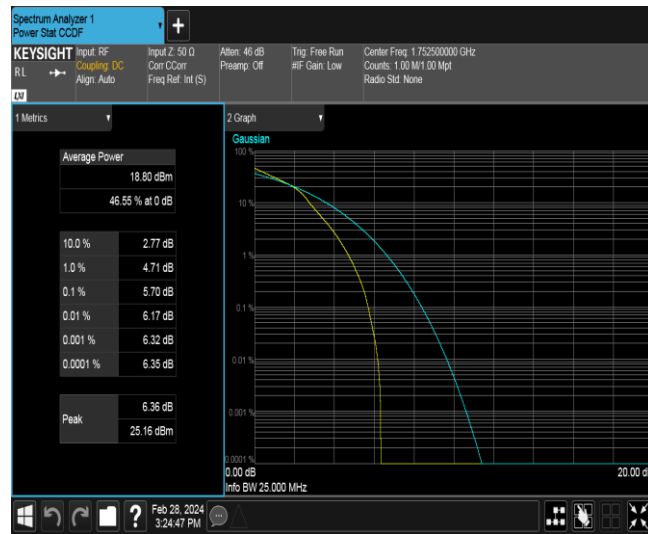 Spectrum Analyzer 1
Power Stat CCDF
+
KEYSIGHT
RL
LXI
Input: RF
Coupling: DC
Align: Auto
Input Z: 50 Ω
Corr CCorr
Freq Ref: Int (S)
Atten: 46 dB
Preamp: Off
Trig: Free Run
#IF Gain: Low
Center Freq: 1.752500000 GHz
Counts: 1.00 M/1.00 Mpt
Radio Std: None
1 Metrics
Average Power
18.80 dBm
46.55 % at 0 dB
10.0 % 2.77 dB
1.0 % 4.71 dB
0.1 % 5.70 dB
0.01 % 6.17 dB
0.001 % 6.32 dB
0.0001 % 6.35 dB
Peak
6.36 dB
25.16 dBm
2 Graph
Gaussian
100 %
10 %
1 %
0.1 %
0.01 %
0.001 %
0.0001 %
0.00 dB
20.00 d
Info BW 25.000 MHz
?
Feb 28, 2024
3:24:47 PM